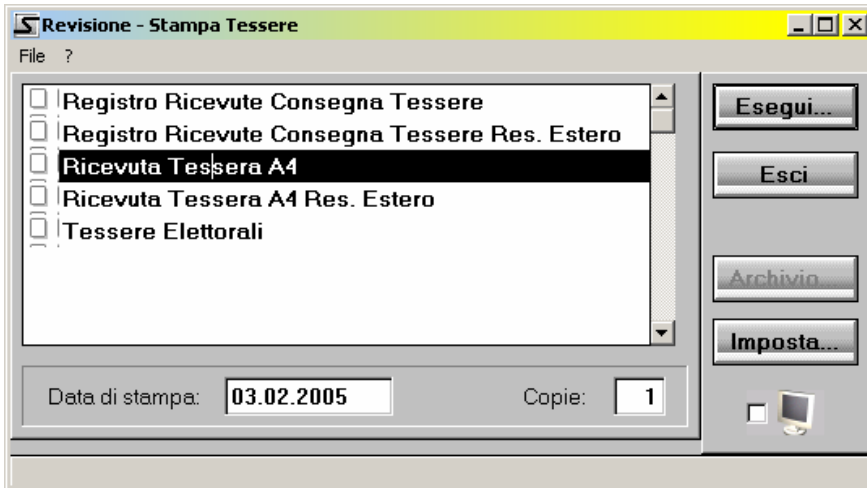 Revisione - Stampa Tessere
File ?
Registro Ricevute Consegna Tessere
Registro Ricevute Consegna Tessere Res. Estero
Ricevuta Tessera A4
Ricevuta Tessera A4 Res. Estero
Tessere Elettorali
Esegui...
Esci
Archivio...
Imposta...
Data di stampa: 03.02.2005 Copie: 1